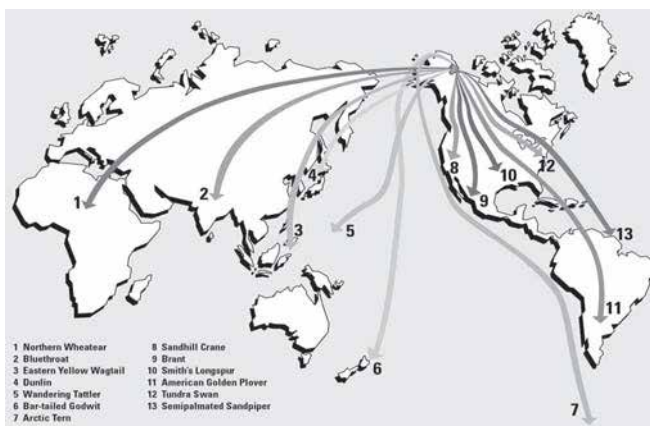 4
12
8
10
1
2
9
3
5
13
11
6
7
1 Northern Wheatear
2 Bluethroat
3 Eastern Yellow Wagtail
4 Dunlin
5 Wandering Tattler
6 Bar-tailed Godwit
7 Arctic Tern
8 Sandhill Crane
9 Brant
10 Smith's Longspur
11 American Golden Plover
12 Tundra Swan
13 Semipalmated Sandpiper